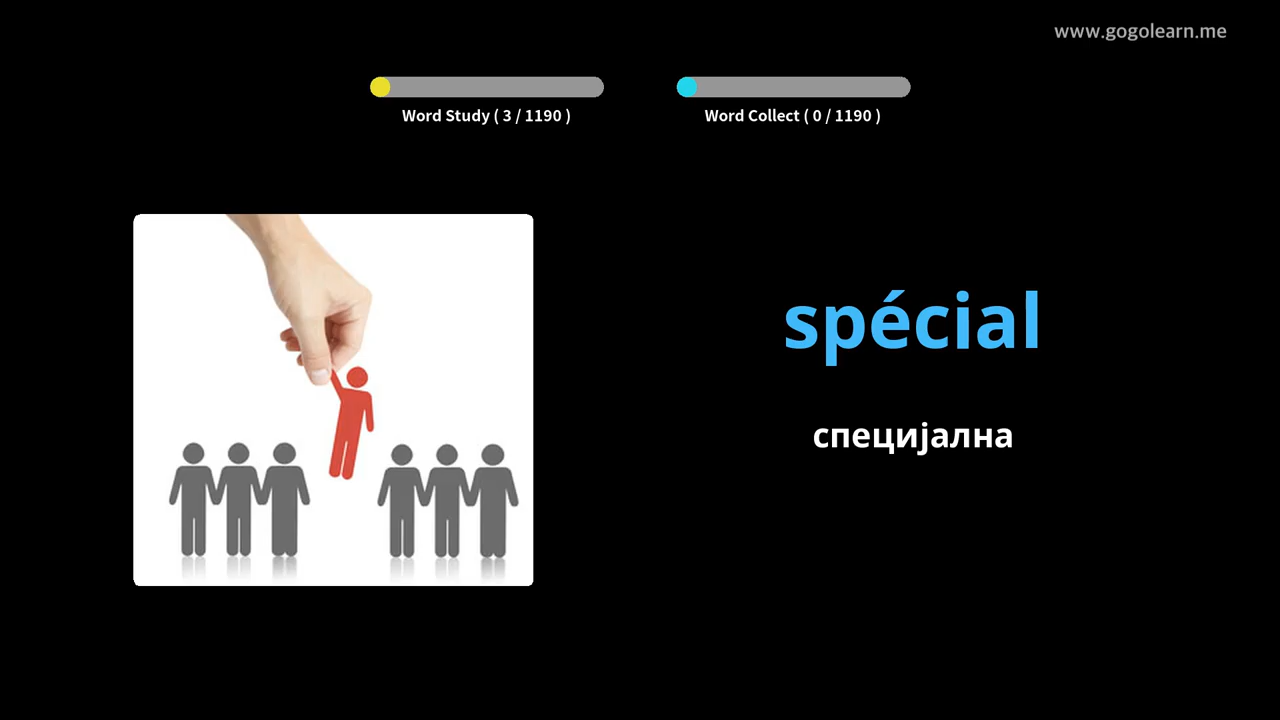 www.gogolearn.me
Word Study ( 3 / 1190 )
Word Collect ( 0 / 1190 )
spécial
специјална